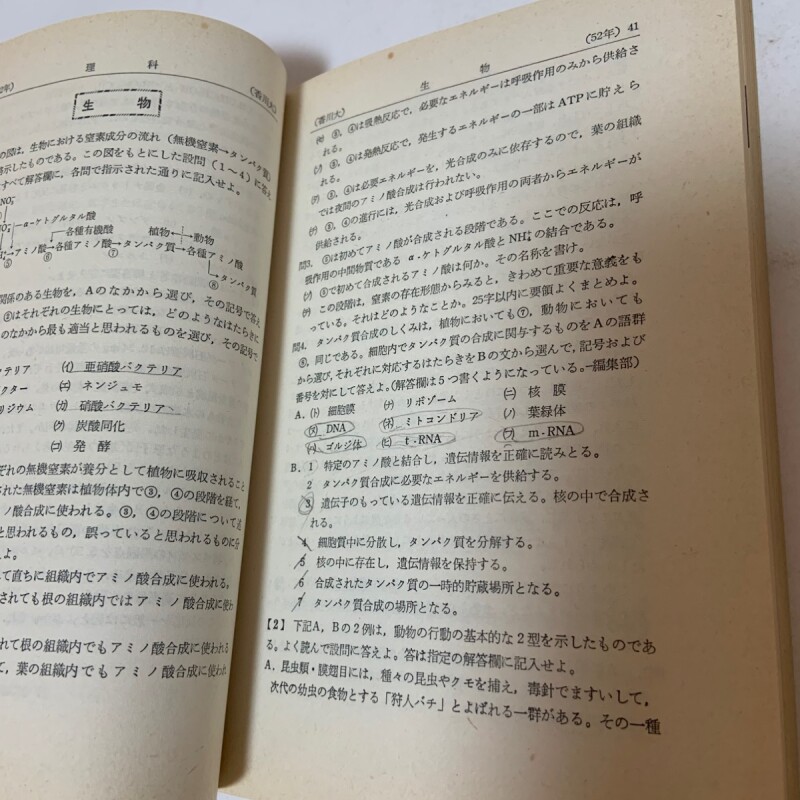 理科
(香川大)
生物
の図は，生物における窒素成分の流れ（無機窒素→タンパク質）
示したものである。この図をもとにした設問（1〜4）に答え
すべて解答欄に，各問で指示された通りに記入せよ。
α-ケトグルタル酸
各種有機酸 植物 動物
アミノ酸→各種アミノ酸→タンパク質→各種アミノ酸
⑤ ⑥ ⑦
⑧ タンパク質
関係のある生物を，Aのなかから選び，その記号で答え
②はそれぞれの生物にとっては，どのようなはたらきに
のなかから最も適当と思われるものを選び，その記号で
テリア (イ) 亜硝酸バクテリア
クター (ニ) ネンジュモ
リジウム (カ) 硝酸バクテリア
(ク) 炭酸同化
(コ) 発酵
ぞれの無機窒素が養分として植物に吸収されること
された無機窒素は植物体内で③，④の段階を経て，
ノ酸合成に使われる。③，④の段階について述
と思われるもの，誤っていると思われるものに分
よ。
て直ちに組織内でアミノ酸合成に使われる。
されても根の組織内ではアミノ酸合成に使わ
れて根の組織内でアミノ酸合成に使われる
て，葉の組織内でもアミノ酸合成に使われ
(52年) 41
生物
(香川大)
③，④は吸熱反応で，必要なエネルギーは呼吸作用のみから供給さ
れる。
③，④は発熱反応で，発生するエネルギーの一部はATPに貯えら
れる。
③，④は必要エネルギーを，光合成のみに依存するので，葉の組織
では夜間のアミノ酸合成は行われない。
③，④の進行には，光合成および呼吸作用の両者からエネルギーが
供給される。
問3. ⑤は初めてアミノ酸が合成される段階である。ここでの反応は，呼
吸作用の中間物質である α-ケトグルタル酸とNH₄⁺の結合である。
⑤で初めて合成されるアミノ酸は何か。その名称を書け。
この段階は，窒素の存在形態からみると，きわめて重要な意義をも
っている。それはどのようなことか。25字以内に要領よくまとめよ。
問4. タンパク質合成のしくみは，植物においても⑦，動物においても
⑧，同じである。細胞内でタンパク質の合成に関与するものをAの語群
から選び，それぞれに対応するはたらきをBの文から選んで，記号および
番号を対にして答えよ。(解答欄は5つ書くようになっている。—編集部)
A. (ト) 細胞膜 (ナ) リボゾーム (ニ) 核膜
(ヌ) DNA (ネ) ミトコンドリア (ノ) 葉緑体
(ハ) ゴルジ体 (ヒ) t-RNA (フ) m-RNA
B. 1 特定のアミノ酸と結合し，遺伝情報を正確に読みとる。
2 タンパク質合成に必要なエネルギーを供給する。
3 遺伝子のもっている遺伝情報を正確に伝える。核の中で合成さ
れる。
4 細胞質中に分散し，タンパク質を分解する。
5 核の中に存在し，遺伝情報を保持する。
6 合成されたタンパク質の一時的貯蔵場所となる。
7 タンパク質合成の場所となる。
【2】 下記A，Bの2例は，動物の行動の基本的な2型を示したものであ
る。よく読んで設問に答えよ。答は指定の解答欄に記入せよ。
A. 昆虫類・膜翅目には，種々の昆虫やクモを捕え，毒針でますいして，
次代の幼虫の食物とする「狩人バチ」とよばれる一群がある。その一種